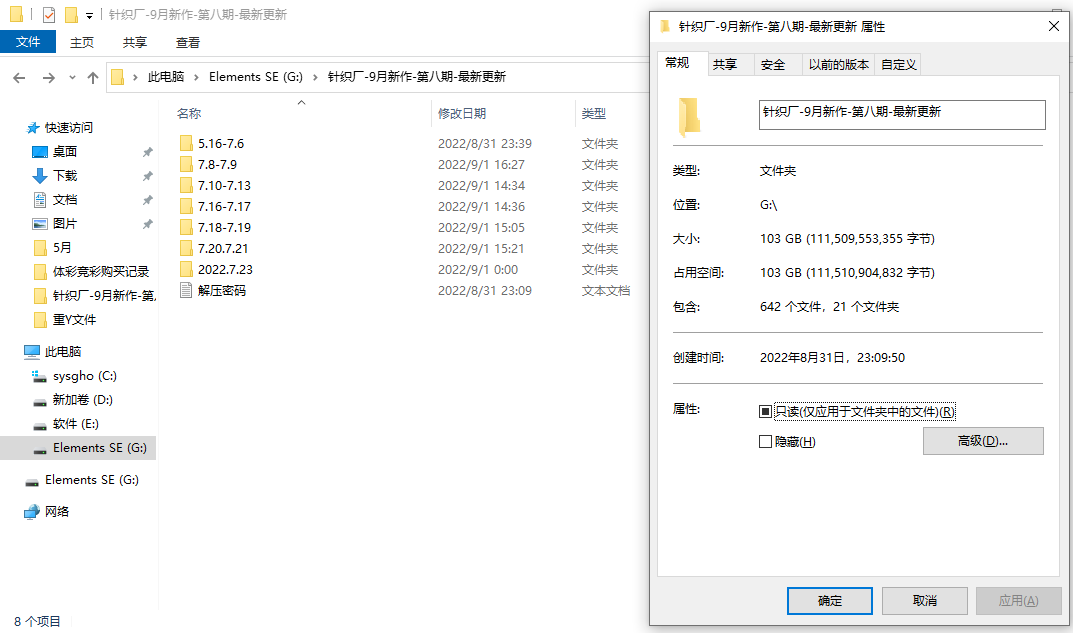 针织厂-9月新作-第八期-最新更新
文件 主页 共享 查看
此电脑 > Elements SE (G:) > 针织厂-9月新作-第八期-最新更新
快速访问
桌面
下载
文档
图片
5月
体彩竞彩购买记录
针织厂-9月新作-第八
重Y文件
此电脑
sysgho (C:)
新加卷 (D:)
软件 (E:)
Elements SE (G:)
Elements SE (G:)
网络
名称 修改日期 类型
5.16-7.6 2022/8/31 23:39 文件夹
7.8-7.9 2022/9/1 16:27 文件夹
7.10-7.13 2022/9/1 14:34 文件夹
7.16-7.17 2022/9/1 14:36 文件夹
7.18-7.19 2022/9/1 15:05 文件夹
7.20.7.21 2022/9/1 15:21 文件夹
2022.7.23 2022/9/1 0:00 文件夹
解压密码 2022/8/31 23:09 文本文档
8 个项目
针织厂-9月新作-第八期-最新更新 属性
常规 共享 安全 以前的版本 自定义
针织厂-9月新作-第八期-最新更新
类型: 文件夹
位置: G:\
大小: 103 GB (111,509,553,355 字节)
占用空间: 103 GB (111,510,904,832 字节)
包含: 642 个文件，21 个文件夹
创建时间: 2022年8月31日，23:09:50
属性: 只读(仅应用于文件夹中的文件)(R)
隐藏(H) 高级(D)...
确定 取消 应用(A)